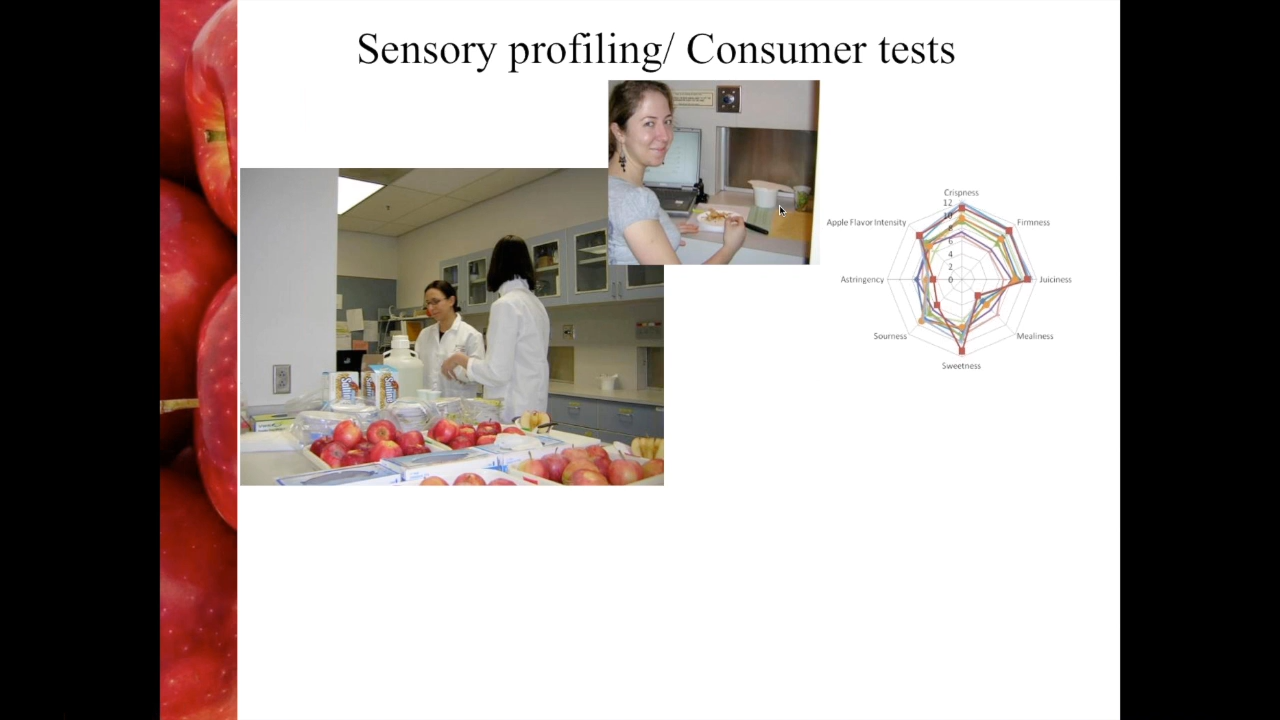 Sensory profiling/ Consumer tests
Crispness
12
10
8
6
4
2
0
Apple Flavor Intensity
Firmness
Astringency
Juiciness
Sourness
Mealiness
Sweetness